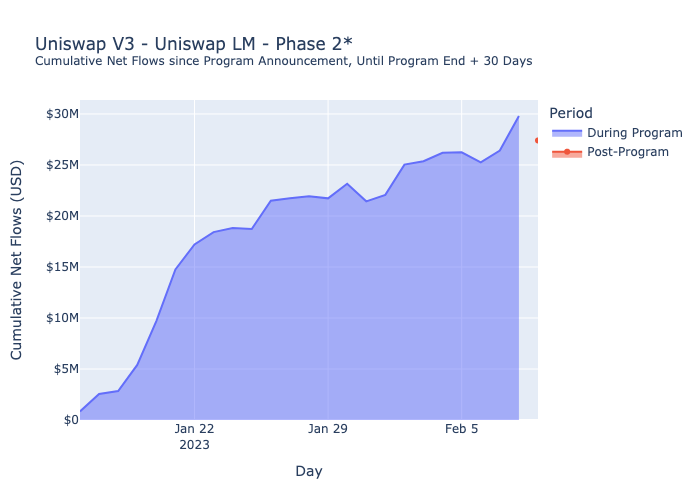 Uniswap V3 - Uniswap LM - Phase 2*
Cumulative Net Flows since Program Announcement, Until Program End + 30 Days
Cumulative Net Flows (USD)
$30M
$25M
$20M
$15M
$10M
$5M
$0
Jan 22
2023
Jan 29
Feb 5
Day
Period
During Program
Post-Program